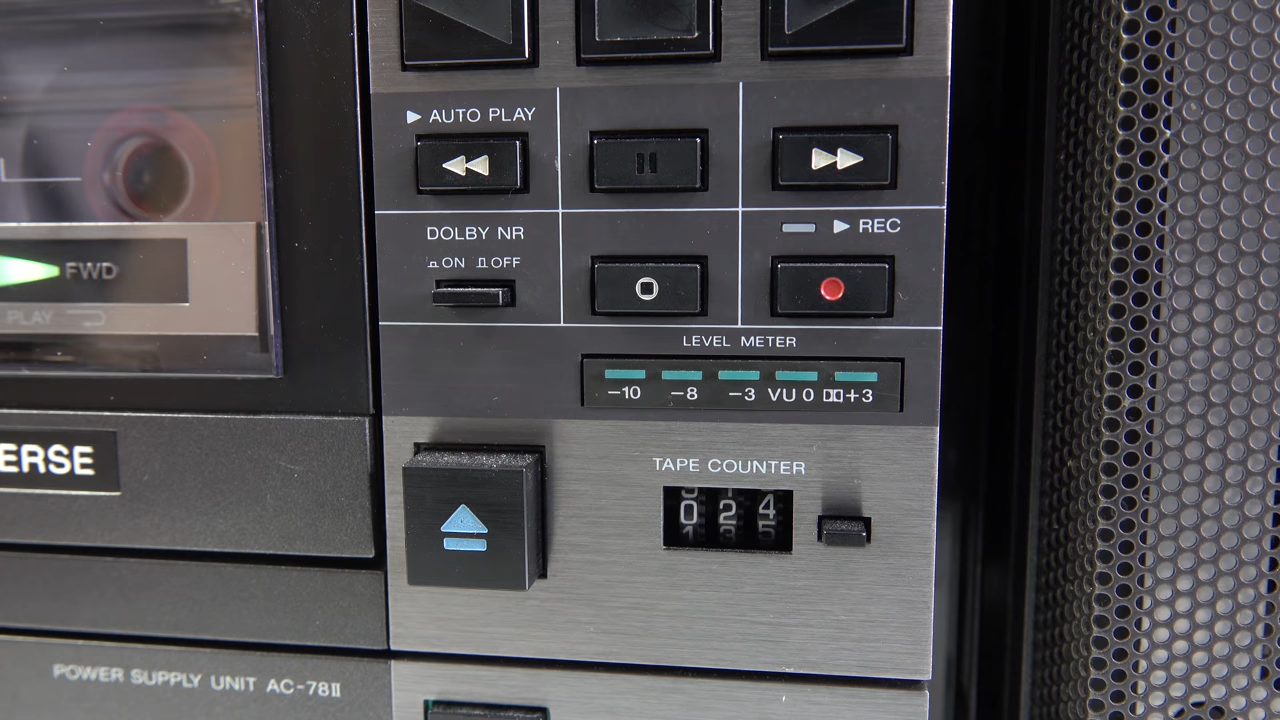 AUTO PLAY
DOLBY NR
ON OFF
REC
FWD
PLAY
LEVEL METER
−10 −8 −3 VU 0 +3
ERSE
TAPE COUNTER
024
POWER SUPPLY UNIT AC-78II